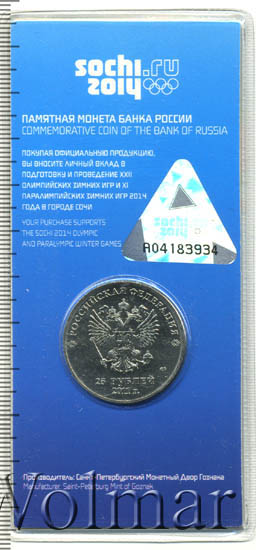 sochi.ru
2014
ПАМЯТНАЯ МОНЕТА БАНКА РОССИИ
COMMEMORATIVE COIN OF THE BANK OF RUSSIA
ПОКУПАЯ ОФИЦИАЛЬНУЮ ПРОДУКЦИЮ,
ВЫ ВНОСИТЕ ЛИЧНЫЙ ВКЛАД В
ПОДГОТОВКУ И ПРОВЕДЕНИЕ XXII
ОЛИМПИЙСКИХ ЗИМНИХ ИГР И XI
ПАРАЛИМПИЙСКИХ ЗИМНИХ ИГР 2014
ГОДА В ГОРОДЕ СОЧИ
YOUR PURCHASE SUPPORTS
THE SOCHI 2014 OLYMPIC
AND PARALYMPIC WINTER GAMES
sochi
2014
R04183934
РОССИЙСКАЯ ФЕДЕРАЦИЯ
25 РУБЛЕЙ
Производитель: Санкт-Петербургский Монетный Двор Гознака
Manufacturer: Saint-Petersburg Mint of Goznak
Wolmar